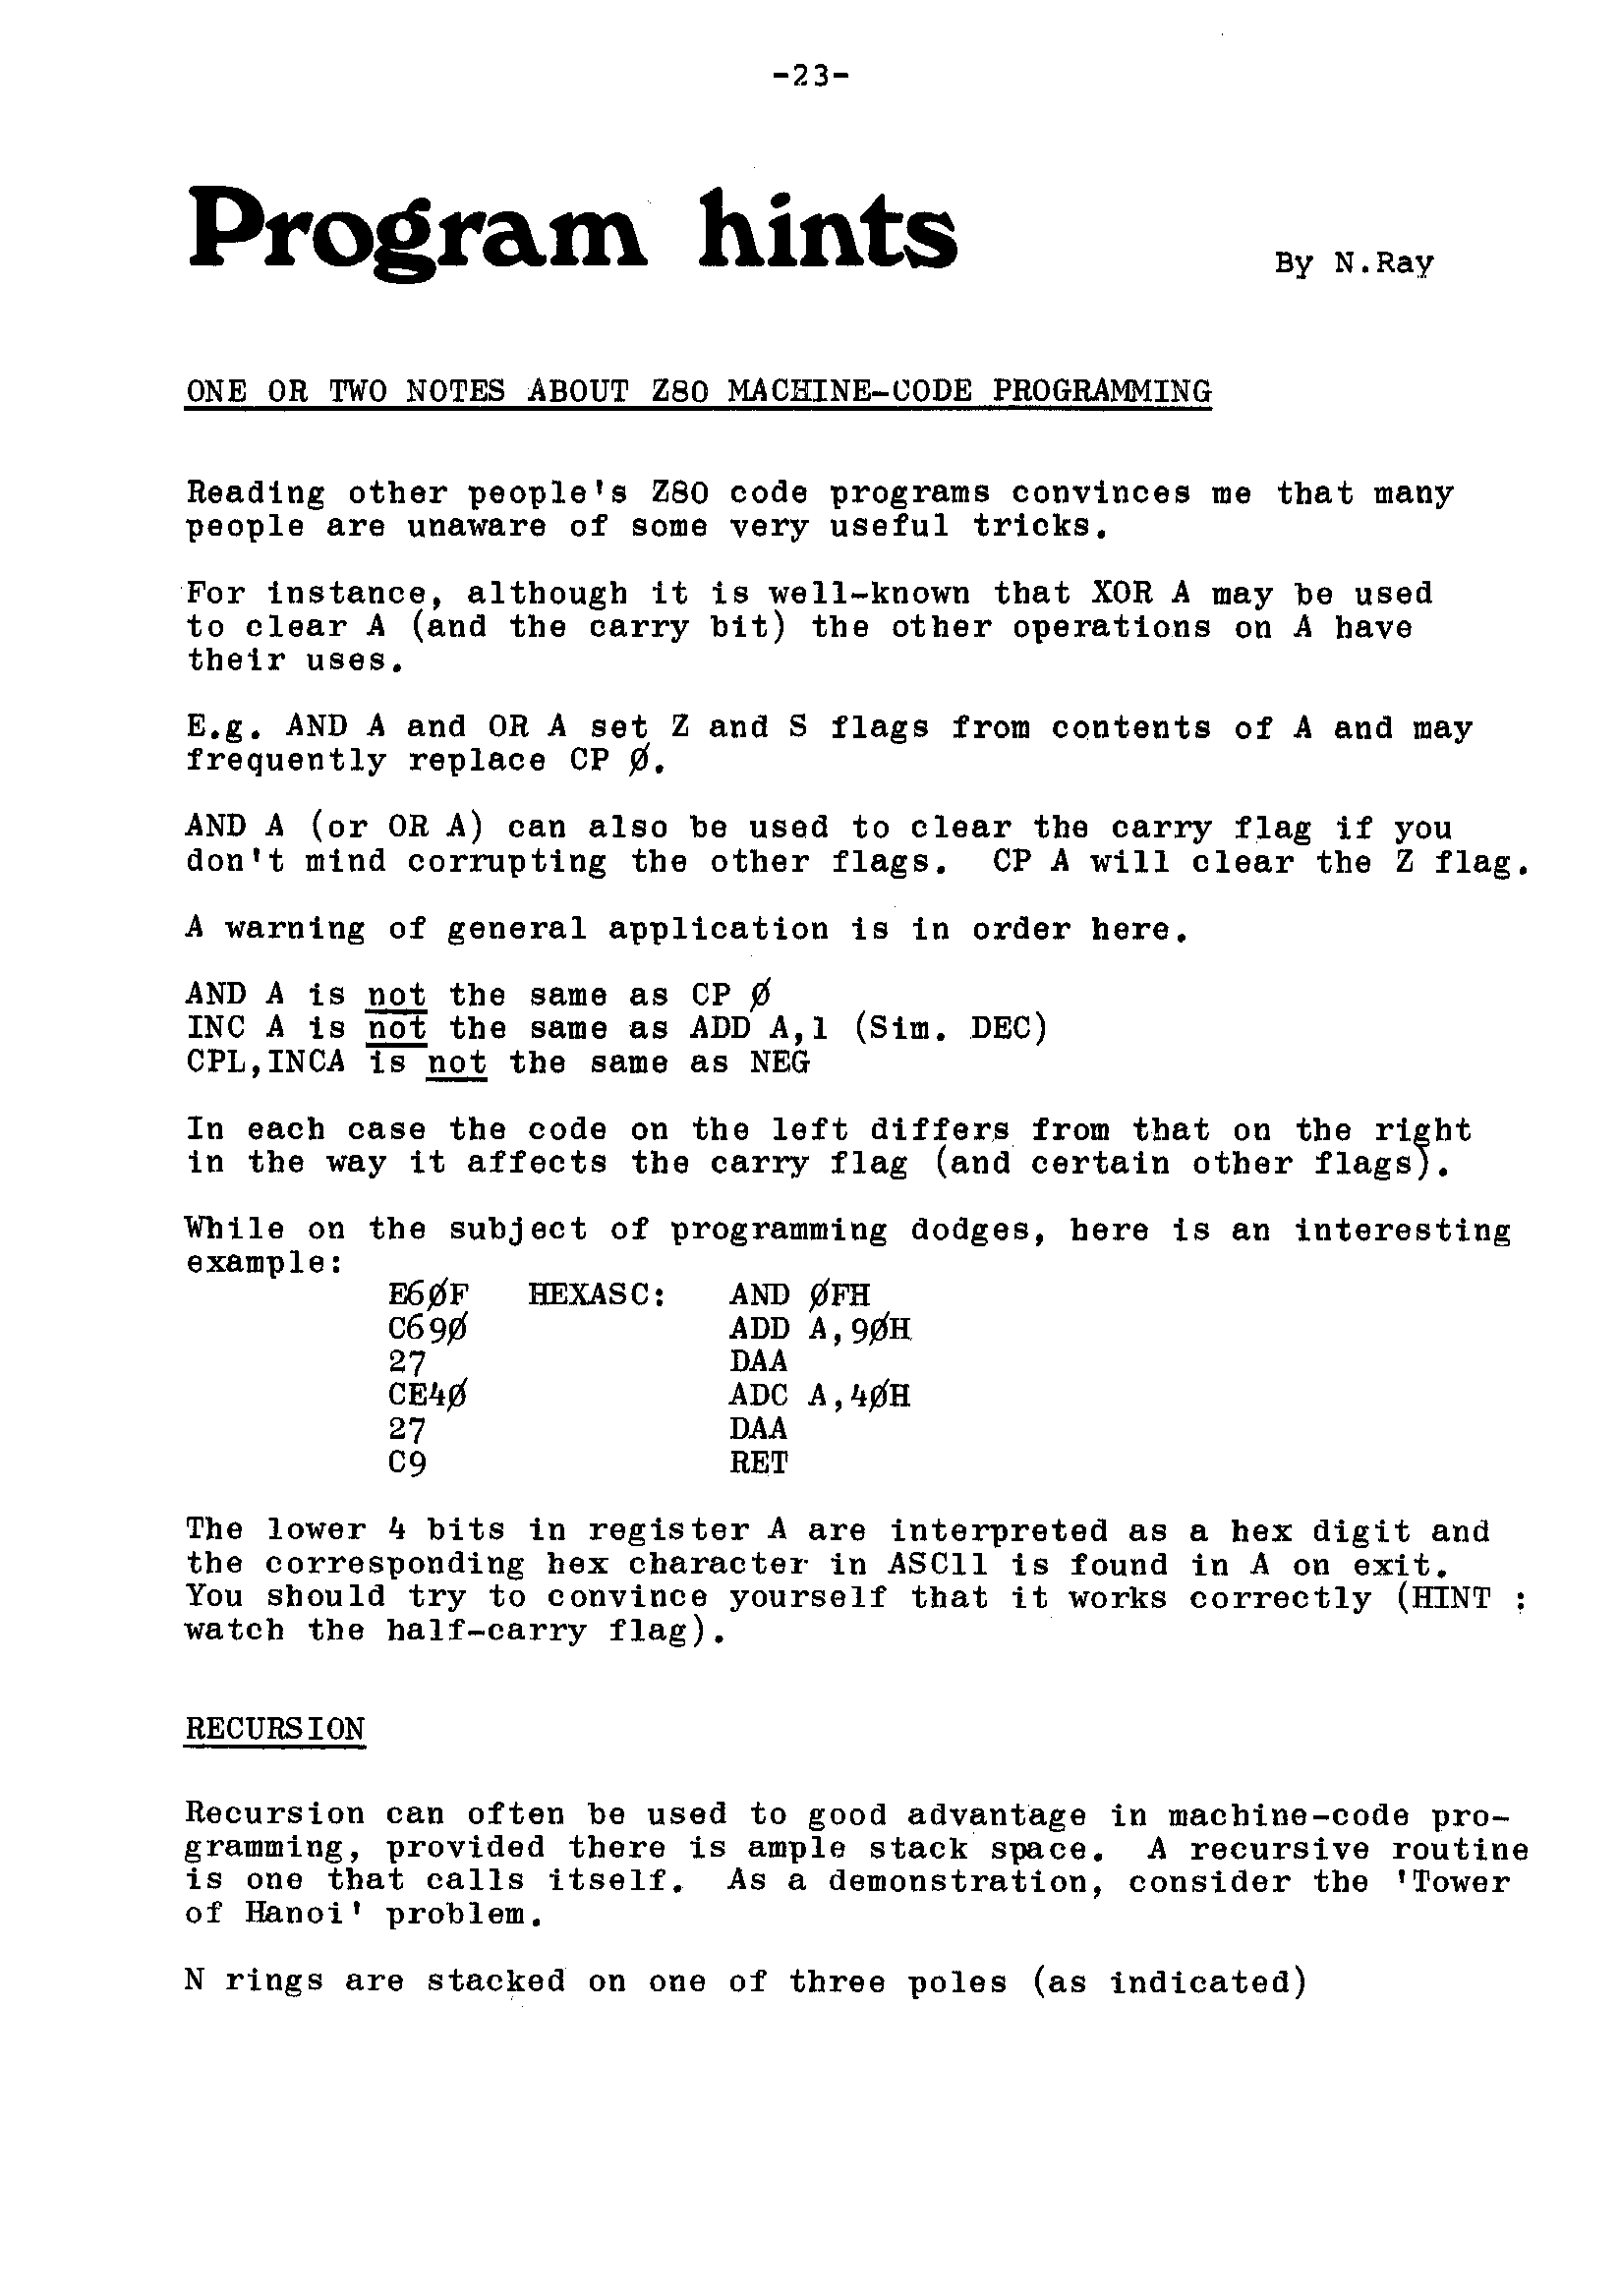 -23-
Program hints
By N.Ray
ONE OR TWO NOTES ABOUT Z80 MACHINE-CODE PROGRAMMING
Reading other people's Z80 code programs convinces me that many
people are unaware of some very useful tricks.
For instance, although it is well-known that XOR A may be used
to clear A (and the carry bit) the other operations on A have
their uses.
E.g. AND A and OR A set Z and S flags from contents of A and may
frequently replace CP Ø.
AND A (or OR A) can also be used to clear the carry flag if you
don't mind corrupting the other flags. CP A will clear the Z flag.
A warning of general application is in order here.
AND A is not the same as CP Ø
INC A is not the same as ADD A,1 (Sim. DEC)
CPL,INCA is not the same as NEG
In each case the code on the left differs from that on the right
in the way it affects the carry flag (and certain other flags).
While on the subject of programming dodges, here is an interesting
example:
E6ØF HEXASC: AND ØFH
C69Ø ADD A,9ØH
27 DAA
CE4Ø ADC A,4ØH
27 DAA
C9 RET
The lower 4 bits in register A are interpreted as a hex digit and
the corresponding hex character in ASC11 is found in A on exit.
You should try to convince yourself that it works correctly (HINT :
watch the half-carry flag).
RECURSION
Recursion can often be used to good advantage in machine-code pro-
gramming, provided there is ample stack space. A recursive routine
is one that calls itself. As a demonstration, consider the 'Tower
of Hanoi' problem.
N rings are stacked on one of three poles (as indicated)